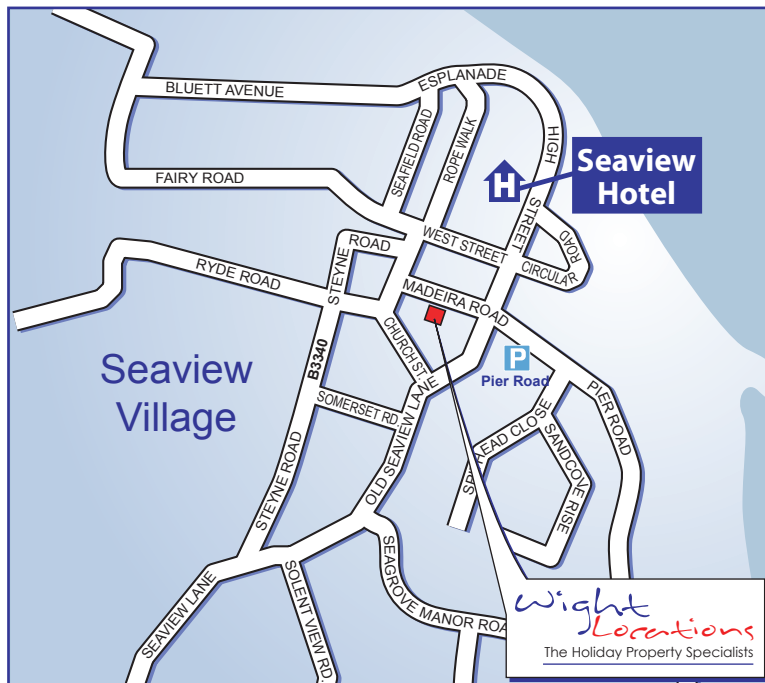 BLUETT AVENUE
ESPLANADE
HIGH
STREET
SEAFIELD ROAD
ROPE WALK
FAIRY ROAD
H
Seaview
Hotel
WEST STREET
CIRCULAR
ROAD
STEYNE
ROAD
RYDE ROAD
MADEIRA ROAD
CHURCH ST.
B3340
Seaview
Village
P
Pier Road
PIER ROAD
SOMERSET RD
OLD SEAVIEW LANE
HEAD CLOSE
SANDCOVE RISE
STEYNE ROAD
SEAVIEW LANE
SOLENT VIEW RD.
SEAGROVE MANOR ROA
Wight
Locations
The Holiday Property Specialists